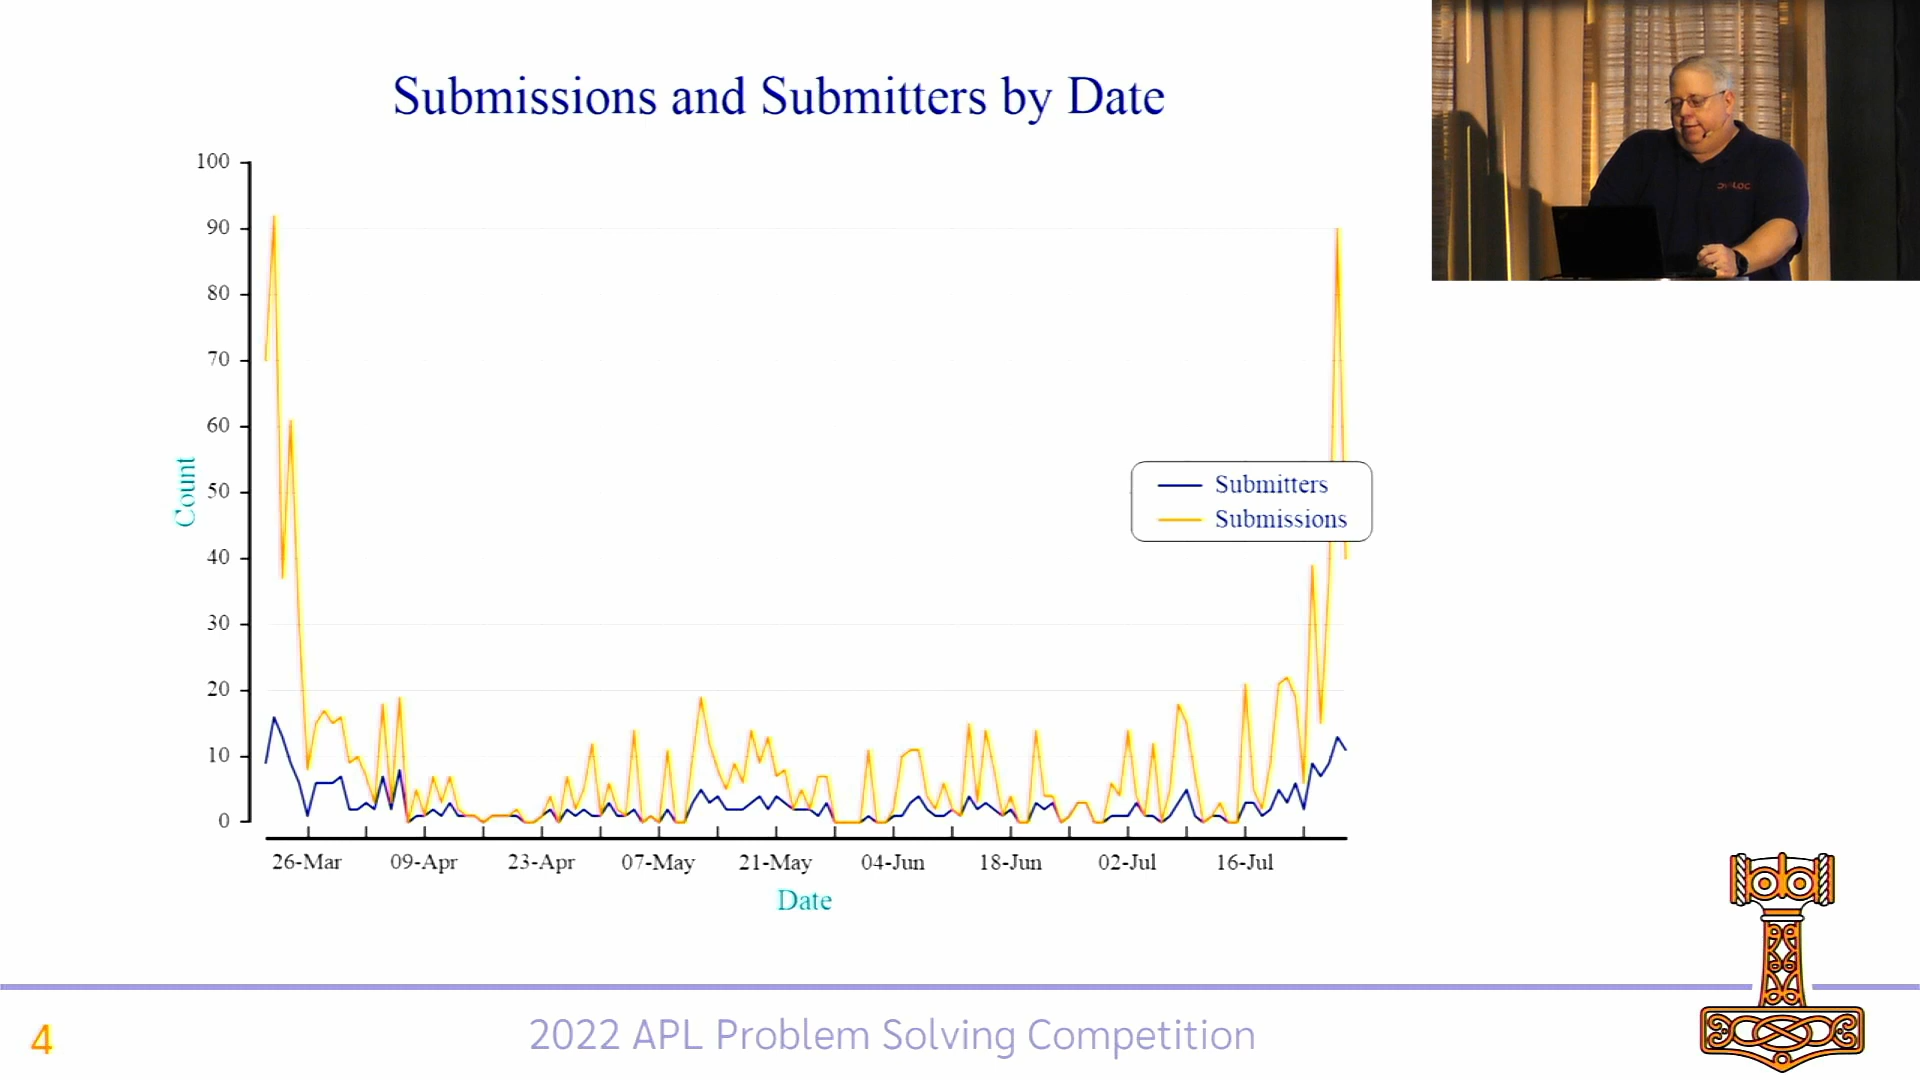 Submissions and Submitters by Date
100
90
80
70
60
50
40
30
20
10
0
Count
Submitters
Submissions
26-Mar 09-Apr 23-Apr 07-May 21-May 04-Jun 18-Jun 02-Jul 16-Jul
Date
4
2022 APL Problem Solving Competition